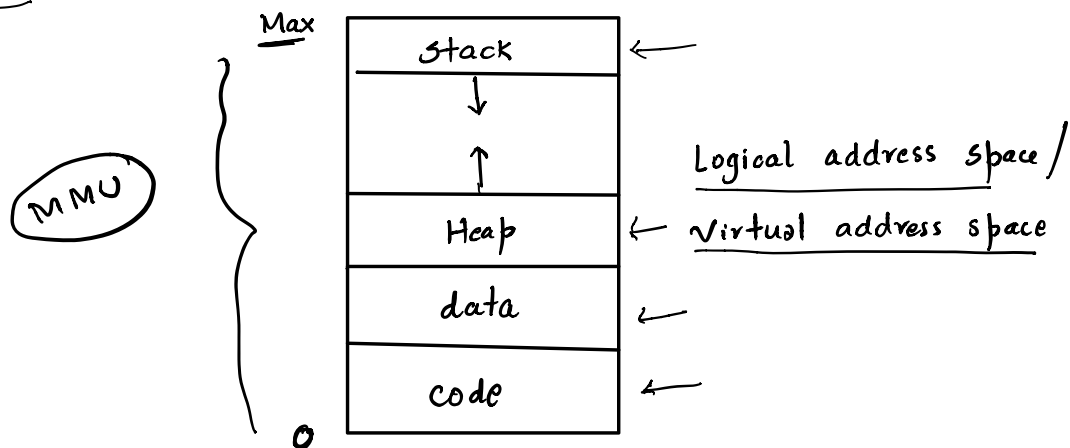 Max
stack
MMU
Logical address space/
Heap
Virtual address space
data
code
0